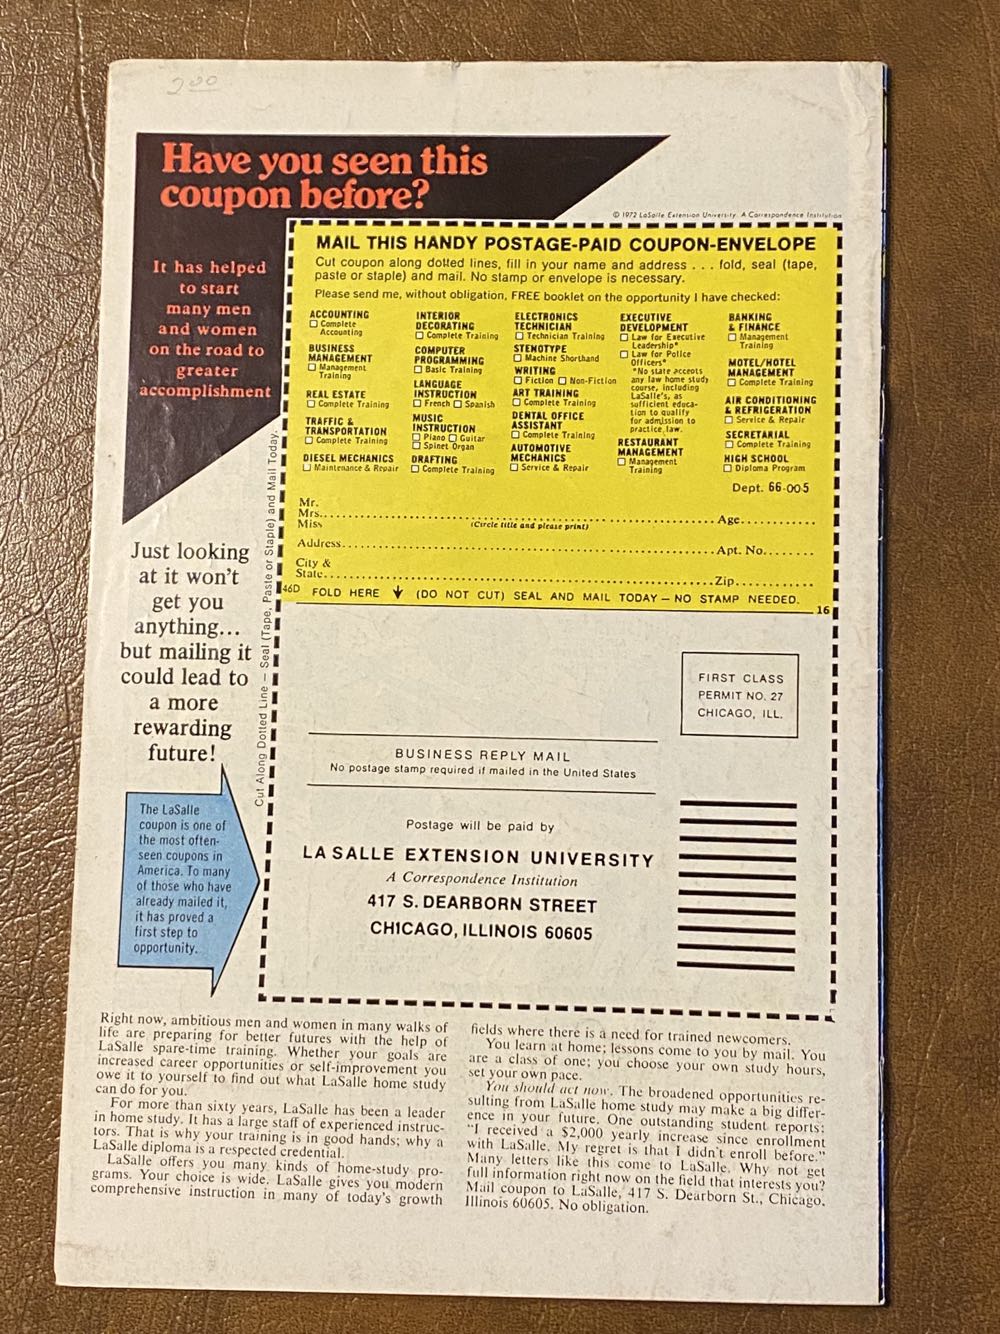 200
Have you seen this
coupon before?
© 1972 LaSalle Extension University. A Correspondence Institution
It has helped
to start
many men
and women
on the road to
greater
accomplishment
MAIL THIS HANDY POSTAGE-PAID COUPON-ENVELOPE
Cut coupon along dotted lines, fill in your name and address . . . fold, seal (tape,
paste or staple) and mail. No stamp or envelope is necessary.
Please send me, without obligation, FREE booklet on the opportunity I have checked:
ACCOUNTING
☐ Complete
Accounting
BUSINESS
MANAGEMENT
☐ Management
Training
REAL ESTATE
☐ Complete Training
TRAFFIC &
TRANSPORTATION
☐ Complete Training
DIESEL MECHANICS
☐ Maintenance & Repair
INTERIOR
DECORATING
☐ Complete Training
COMPUTER
PROGRAMMING
☐ Basic Training
LANGUAGE
INSTRUCTION
☐ French ☐ Spanish
MUSIC
INSTRUCTION
☐ Piano ☐ Guitar
☐ Spinet Organ
DRAFTING
☐ Complete Training
ELECTRONICS
TECHNICIAN
☐ Technician Training
STENOTYPE
☐ Machine Shorthand
WRITING
☐ Fiction ☐ Non-Fiction
ART TRAINING
☐ Complete Training
DENTAL OFFICE
ASSISTANT
☐ Complete Training
AUTOMOTIVE
MECHANICS
☐ Service & Repair
EXECUTIVE
DEVELOPMENT
☐ Law for Executive
Leadership*
☐ Law for Police
Officers*
*No state accepts
any law home study
course, including
LaSalle's, as
sufficient educa-
tion to qualify
for admission to
practice law.
RESTAURANT
MANAGEMENT
☐ Management
Training
BANKING
& FINANCE
☐ Management
Training
MOTEL/HOTEL
MANAGEMENT
☐ Complete Training
AIR CONDITIONING
& REFRIGERATION
☐ Service & Repair
SECRETARIAL
☐ Complete Training
HIGH SCHOOL
☐ Diploma Program
Dept. 66-005
Mr.
Mrs.
Miss
(Circle title and please print)
Age
Address
Apt. No.
City &
State
Zip
46D
FOLD HERE (DO NOT CUT) SEAL AND MAIL TODAY — NO STAMP NEEDED.
16
Cut Along Dotted Line — Seal (Tape, Paste or Staple) and Mail Today.
Just looking
at it won't
get you
anything...
but mailing it
could lead to
a more
rewarding
future!
FIRST CLASS
PERMIT NO. 27
CHICAGO, ILL.
BUSINESS REPLY MAIL
No postage stamp required if mailed in the United States
Postage will be paid by
LA SALLE EXTENSION UNIVERSITY
A Correspondence Institution
417 S. DEARBORN STREET
CHICAGO, ILLINOIS 60605
The LaSalle
coupon is one of
the most often-
seen coupons in
America. To many
of those who have
already mailed it,
it has proved a
first step to
opportunity.
Right now, ambitious men and women in many walks of
life are preparing for better futures with the help of
LaSalle spare-time training. Whether your goals are
increased career opportunities or self-improvement you
owe it to yourself to find out what LaSalle home study
can do for you.
For more than sixty years, LaSalle has been a leader
in home study. It has a large staff of experienced instruc-
tors. That is why your training is in good hands; why a
LaSalle diploma is a respected credential.
LaSalle offers you many kinds of home-study pro-
grams. Your choice is wide. LaSalle gives you modern
comprehensive instruction in many of today's growth
fields where there is a need for trained newcomers.
You learn at home; lessons come to you by mail. You
are a class of one; you choose your own study hours,
set your own pace.
You should act now. The broadened opportunities re-
sulting from LaSalle home study may make a big differ-
ence in your future. One outstanding student reports:
"I received a $2,000 yearly increase since enrollment
with LaSalle. My regret is that I didn't enroll before."
Many letters like this come to LaSalle. Why not get
full information right now on the field that interests you?
Mail coupon to LaSalle, 417 S. Dearborn St., Chicago,
Illinois 60605. No obligation.